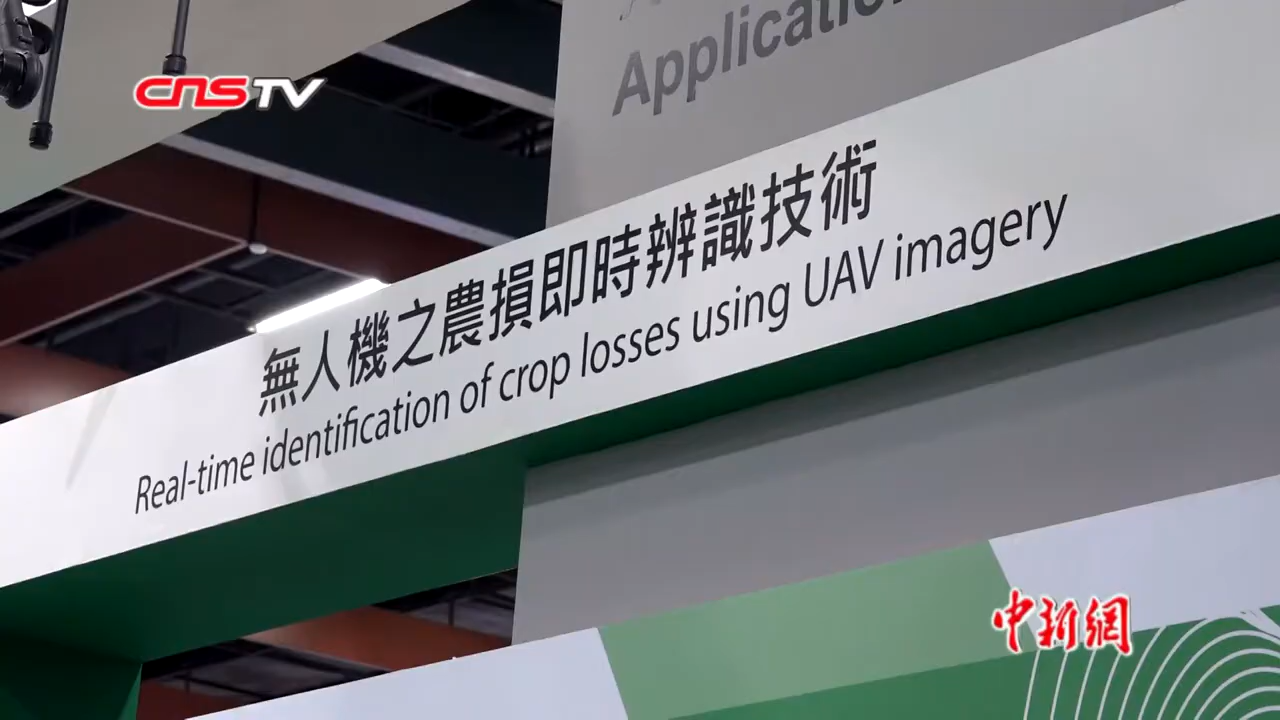 CNSTV
Application
無人機之農損即時辨識技術
Real-time identification of crop losses using UAV imagery
中新網